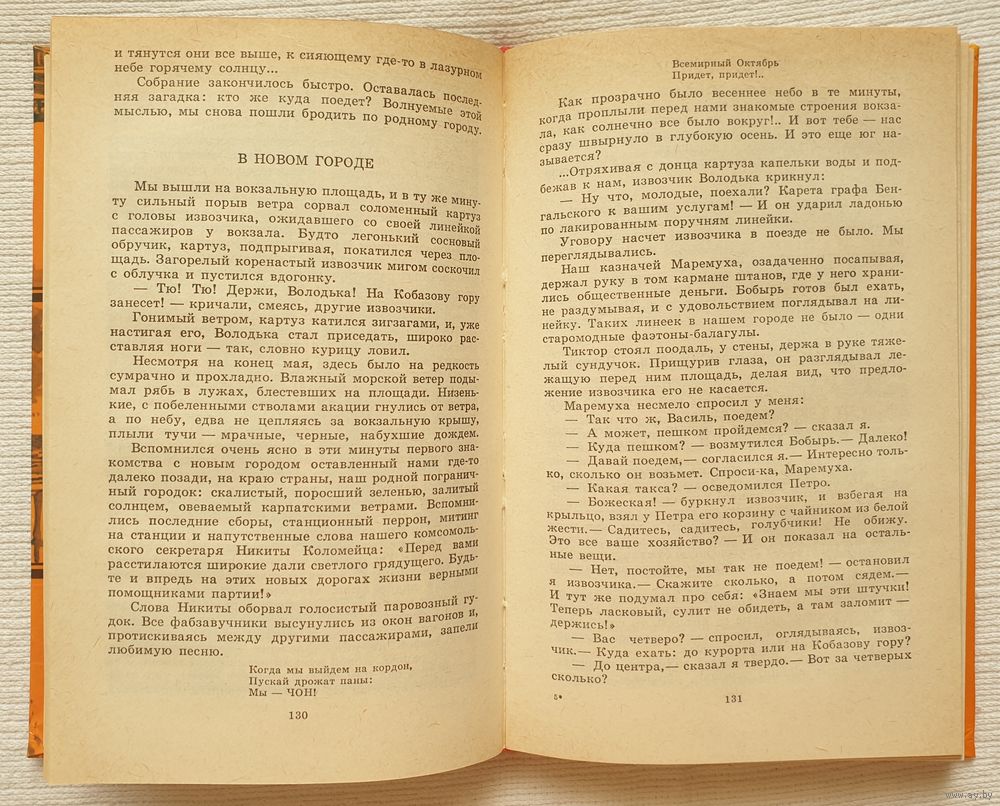 и тянутся они все выше, к сияющему где-то в лазурном
небе горячему солнцу...
Собрание закончилось быстро. Оставалась послед-
няя загадка: кто же куда поедет? Волнуемые этой
мыслью, мы снова пошли бродить по родному городу.
В НОВОМ ГОРОДЕ
Мы вышли на вокзальную площадь, и в ту же мину-
ту сильный порыв ветра сорвал соломенный картуз
с головы извозчика, ожидавшего со своей линейкой
пассажиров у вокзала. Будто легонький сосновый
обручик, картуз, подпрыгивая, покатился через пло-
щадь. Загорелый коренастый извозчик мигом соскочил
с облучка и пустился вдогонку.
— Тю! Тю! Держи, Володька! На Кобазову гору
занесет! — кричали, смеясь, другие извозчики.
Гонимый ветром, картуз катился зигзагами, и, уже
настигая его, Володька стал приседать, широко рас-
ставляя ноги — так, словно курицу ловил.
Несмотря на конец мая, здесь было на редкость
сумрачно и прохладно. Влажный морской ветер поды-
мал рябь в лужах, блестевших на площади. Низень-
кие, с побеленными стволами акации гнулись от ветра,
а по небу, едва не цепляясь за вокзальную крышу,
плыли тучи — мрачные, черные, набухшие дождем.
Вспомнился очень ясно в эти минуты первого зна-
комства с новым городом оставленный нами где-то
далеко позади, на краю страны, наш родной погранич-
ный городок: скалистый, поросший зеленью, залитый
солнцем, овеваемый карпатскими ветрами. Вспомни-
лись последние сборы, станционный перрон, митинг
на станции и напутственные слова нашего комсомоль-
ского секретаря Никиты Коломейца: «Перед вами
расстилаются широкие дали светлого грядущего. Будь-
те и впредь на этих новых дорогах жизни верными
помощниками партии!»
Слова Никиты оборвал голосистый паровозный гу-
док. Все фабзавучники высунулись из окон вагонов и,
протискиваясь между другими пассажирами, запели
любимую песню.
Когда мы выйдем на кордон,
Пускай дрожат паны:
Мы — ЧОН!
130
Всемирный Октябрь
Придет, придет!..
Как прозрачно было весеннее небо в те минуты,
когда проплыли перед нами знакомые строения вокза-
ла, как солнечно все было вокруг!.. И вот тебе — нас
сразу швырнуло в глубокую осень. И это еще юг на-
зывается?
...Отряхивая с донца картуза капельки воды и под-
бежав к нам, извозчик Володька крикнул:
— Ну что, молодые, поехали? Карета графа Бен-
гальского к вашим услугам! — И он ударил ладонью
по лакированным поручням линейки.
Уговору насчет извозчика в поезде не было. Мы
переглядывались.
Наш казначей Маремуха, озадаченно посапывая,
держал руку в том кармане штанов, где у него храни-
лись общественные деньги. Бобырь готов был ехать,
не раздумывая, и с удовольствием поглядывал на ли-
нейку. Таких линеек в нашем городе не было — одни
старомодные фаэтоны-балагулы.
Тиктор стоял поодаль, у стены, держа в руке тяже-
лый сундучок. Прищурив глаза, он разглядывал ле-
жащую перед ним площадь, делая вид, что предло-
жение извозчика его не касается.
Маремуха несмело спросил у меня:
— Так что ж, Василь, поедем?
— А может, пешком пройдемся? — сказал я.
— Куда пешком? — возмутился Бобырь.— Далеко!
— Давай поедем,— согласился я.— Интересно толь-
ко, сколько он возьмет. Спроси-ка, Маремуха.
— Какая такса? — осведомился Петро.
— Божеская! — буркнул извозчик, и взбегая на
крыльцо, взял у Петра его корзину с чайником из белой
жести.— Садитесь, садитесь, голубчики! Не обижу.
Это все ваше хозяйство? — И он показал на осталь-
ные вещи.
— Нет, постойте, мы так не поедем! — остановил
я извозчика.— Скажите сколько, а потом сядем.—
И тут же подумал про себя: «Знаем мы эти штучки!
Теперь ласковый, сулит не обидеть, а там заломит —
держись!»
— Вас четверо? — спросил, оглядываясь, извоз-
чик.— Куда ехать: до курорта или на Кобазову гору?
— До центра,— сказал я твердо.— Вот за четверых
сколько?
5*
131
www.ay.by